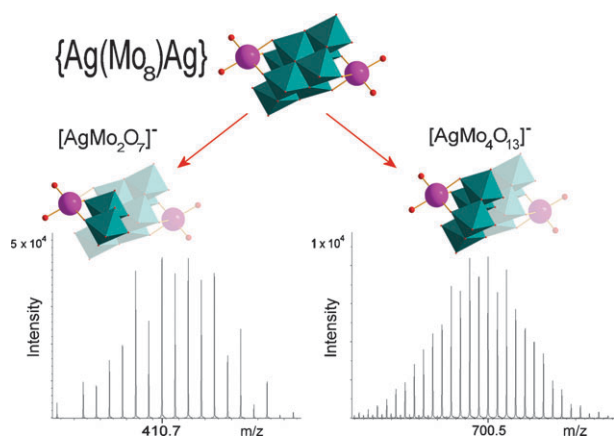 {Ag(Mo₈)Ag}
[AgMo₂O₇]⁻
[AgMo₄O₁₃]⁻
5 x 10⁴
Intensity
410.7
m/z
1 x 10⁴
Intensity
700.5
m/z